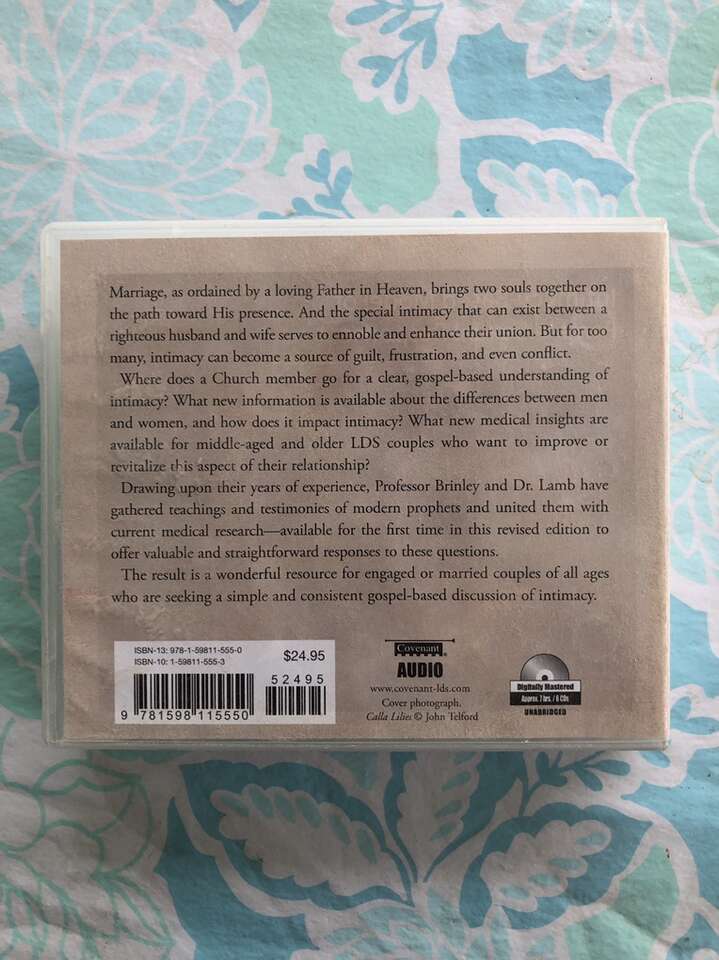 Marriage, as ordained by a loving Father in Heaven, brings two souls together on
the path toward His presence. And the special intimacy that can exist between a
righteous husband and wife serves to ennoble and enhance their union. But for too
many, intimacy can become a source of guilt, frustration, and even conflict.
Where does a Church member go for a clear, gospel-based understanding of
intimacy? What new information is available about the differences between men
and women, and how does it impact intimacy? What new medical insights are
available for middle-aged and older LDS couples who want to improve or
revitalize this aspect of their relationship?
Drawing upon their years of experience, Professor Brinley and Dr. Lamb have
gathered teachings and testimonies of modern prophets and united them with
current medical research—available for the first time in this revised edition to
offer valuable and straightforward responses to these questions.
The result is a wonderful resource for engaged or married couples of all ages
who are seeking a simple and consistent gospel-based discussion of intimacy.
ISBN-13: 978-1-59811-555-0
ISBN-10: 1-59811-555-3
$24.95
52495
9 781598 115550
Covenant
AUDIO
www.covenant-lds.com
Cover photograph,
Calla Lilies © John Telford
Digitally Mastered
Approx. 7 hrs. / 6 CDs
UNABRIDGED